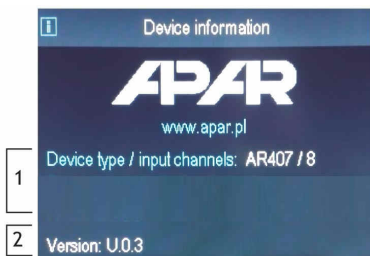 i
Device information
APAR
www.apar.pl
Device type / input channels: AR407 / 8
1
2
Version: U.0.3